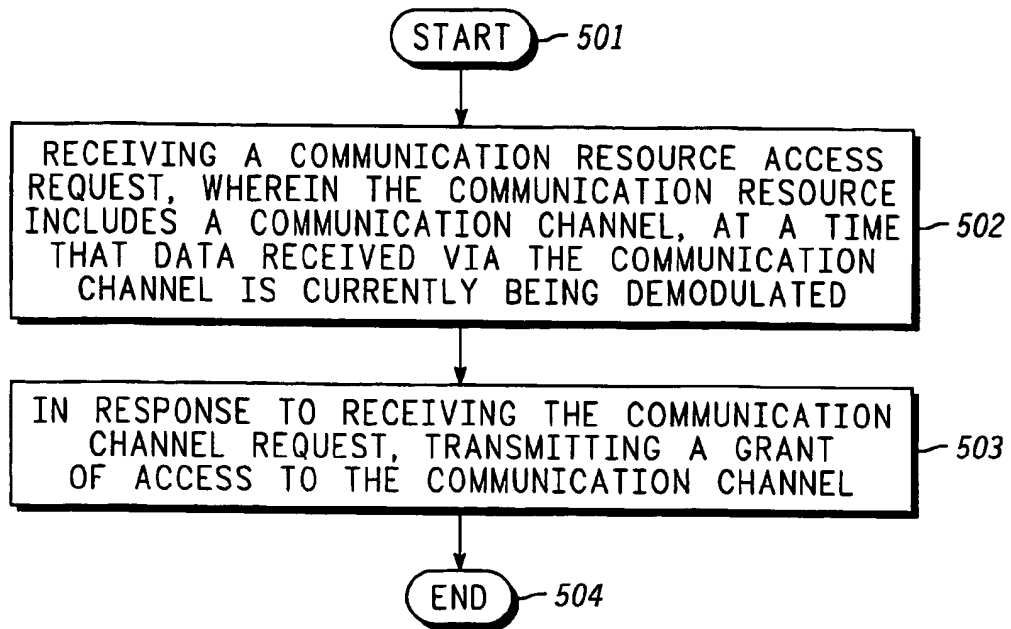 START 501
RECEIVING A COMMUNICATION RESOURCE ACCESS
REQUEST, WHEREIN THE COMMUNICATION RESOURCE
INCLUDES A COMMUNICATION CHANNEL, AT A TIME
THAT DATA RECEIVED VIA THE COMMUNICATION
CHANNEL IS CURRENTLY BEING DEMODULATED
502
IN RESPONSE TO RECEIVING THE COMMUNICATION
CHANNEL REQUEST, TRANSMITTING A GRANT
OF ACCESS TO THE COMMUNICATION CHANNEL
503
END 504